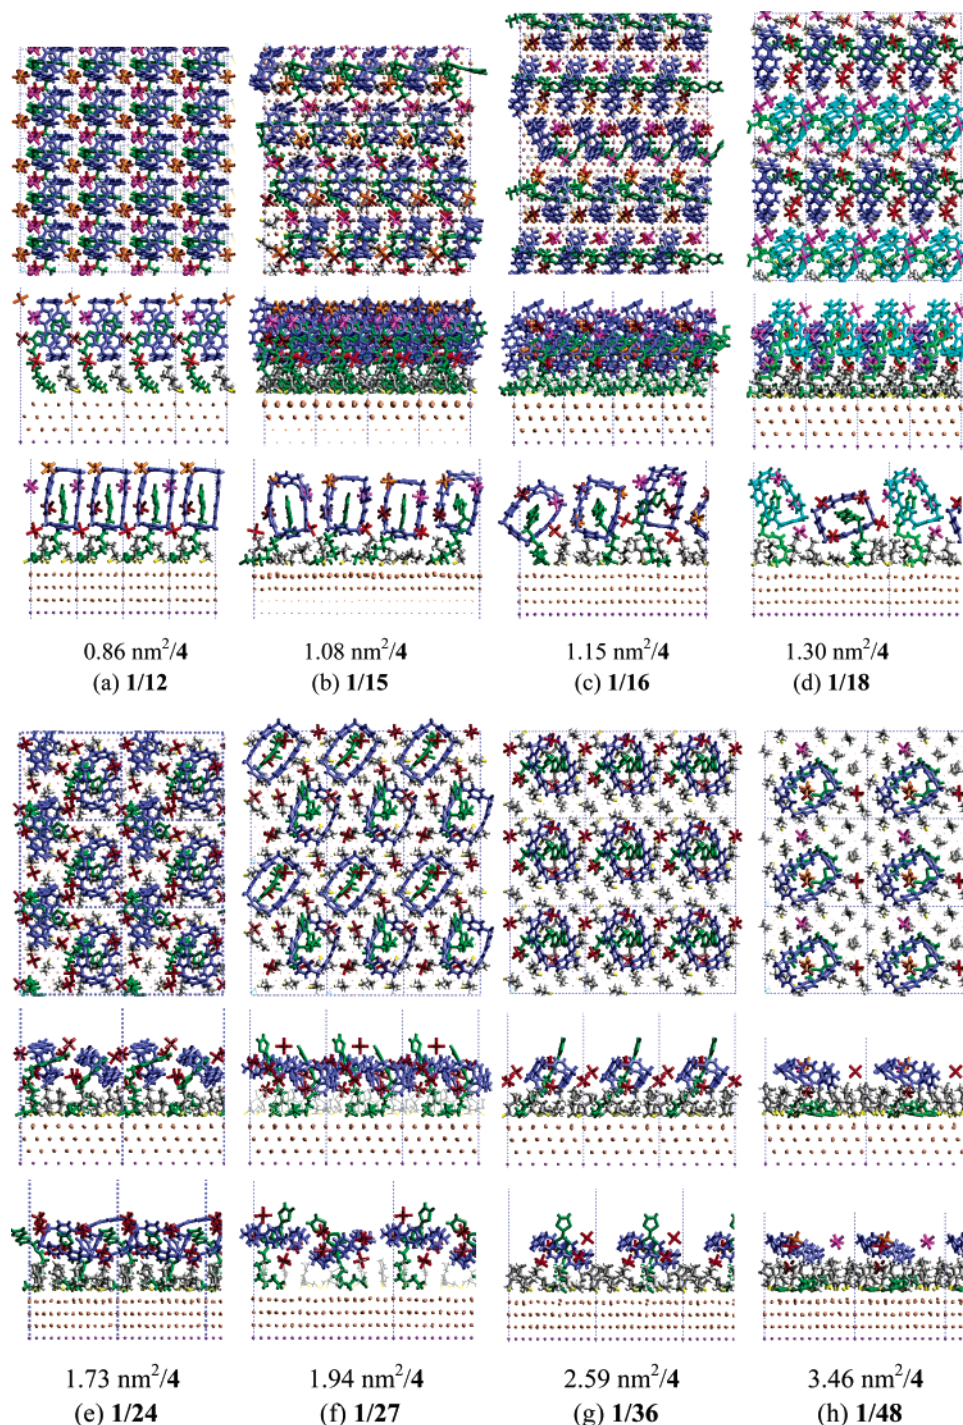 0.86 nm²/4 1.08 nm²/4 1.15 nm²/4 1.30 nm²/4
(a) 1/12 (b) 1/15 (c) 1/16 (d) 1/18
1.73 nm²/4 1.94 nm²/4 2.59 nm²/4 3.46 nm²/4
(e) 1/24 (f) 1/27 (g) 1/36 (h) 1/48